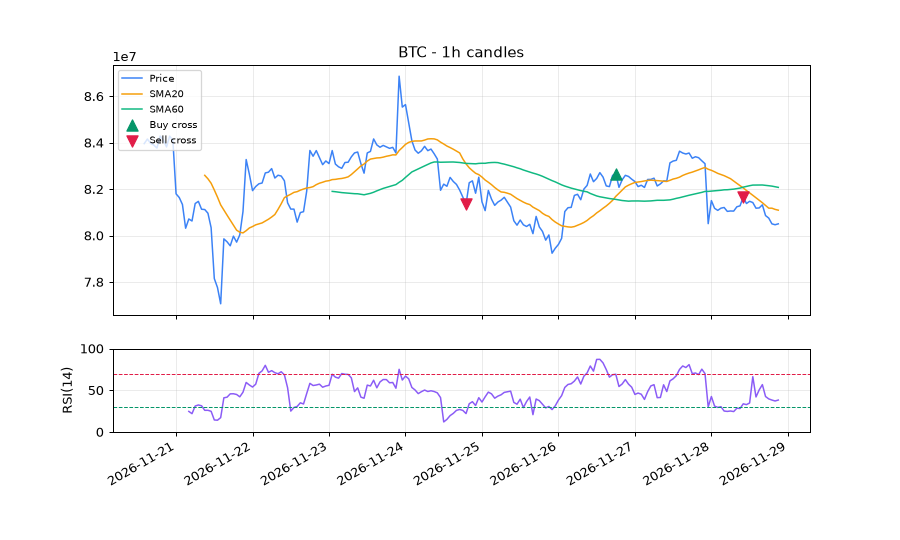 BTC - 1h candles
1e7
Price
SMA20
SMA60
Buy cross
Sell cross
8.6
8.4
8.2
8.0
7.8
RSI(14)
100
50
0
2026-11-21
2026-11-22
2026-11-23
2026-11-24
2026-11-25
2026-11-26
2026-11-27
2026-11-28
2026-11-29